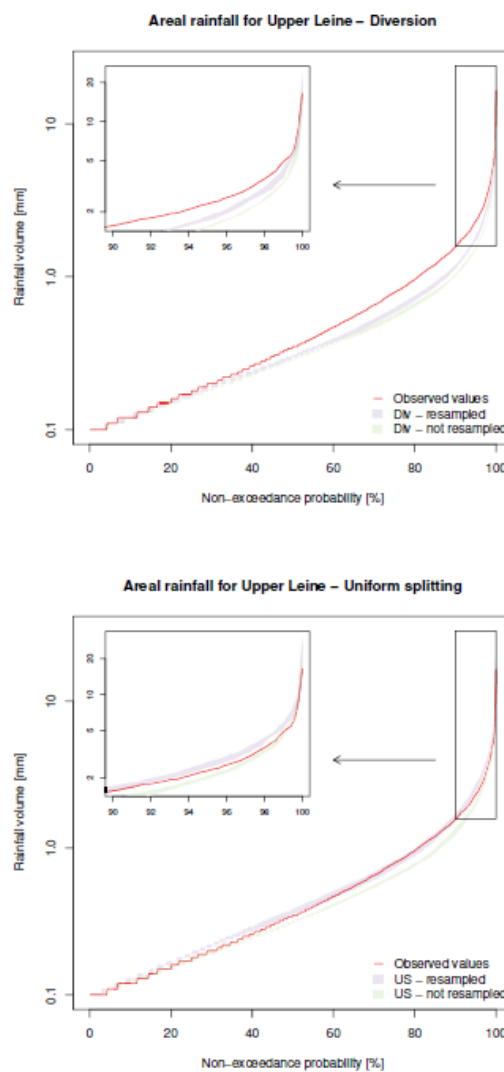 Areal rainfall for Upper Leine – Diversion
Rainfall volume [mm]
10
1.0
0.1
20
10
5
2
90 92 94 96 98 100
Observed values
Div – resampled
Div – not resampled
0 20 40 60 80 100
Non–exceedance probability [%]
Areal rainfall for Upper Leine – Uniform splitting
Rainfall volume [mm]
10
1.0
0.1
20
10
5
2
90 92 94 96 98 100
Observed values
US – resampled
US – not resampled
0 20 40 60 80 100
Non–exceedance probability [%]